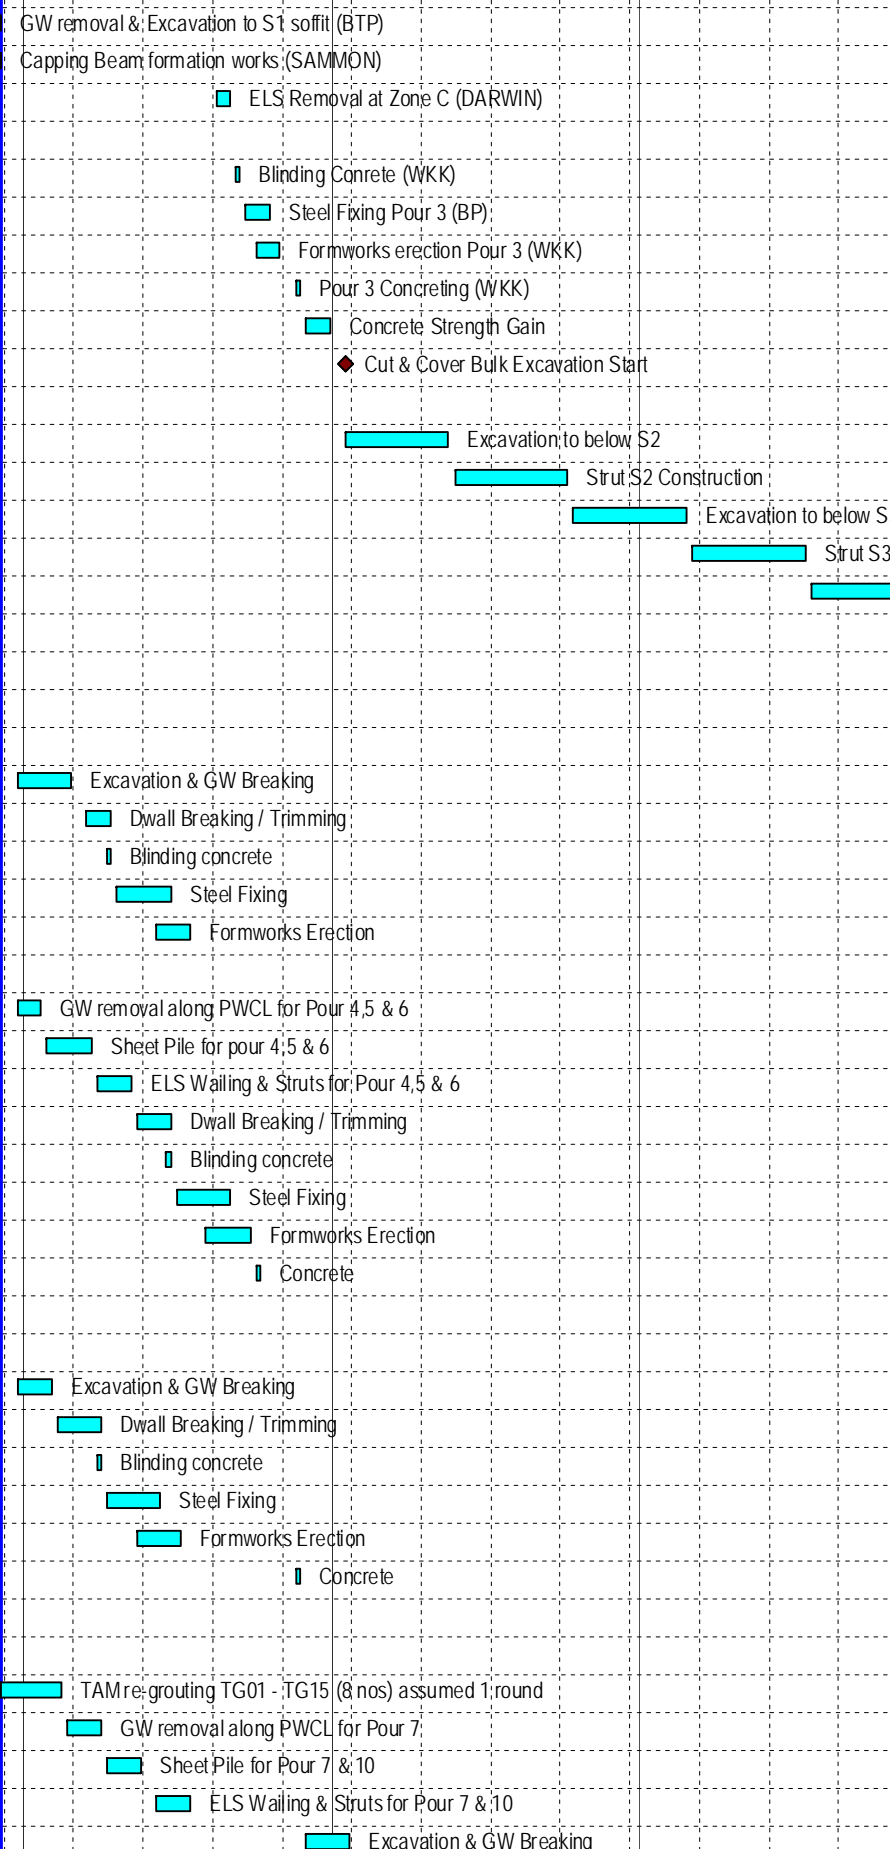 GW removal & Excavation to S1 soffit (BTP)
Capping Beam formation works (SAMMON)
ELS Removal at Zone C (DARWIN)
Blinding Conrete (WKK)
Steel Fixing Pour 3 (BP)
Formworks erection Pour 3 (WKK)
Pour 3 Concreting (WKK)
Concrete Strength Gain
Cut & Cover Bulk Excavation Start
Excavation to below S2
Strut S2 Construction
Excavation to below S
Strut S3
Excavation & GW Breaking
Dwall Breaking / Trimming
Blinding concrete
Steel Fixing
Formworks Erection
GW removal along PWCL for Pour 4,5 & 6
Sheet Pile for pour 4,5 & 6
ELS Wailing & Struts for Pour 4,5 & 6
Dwall Breaking / Trimming
Blinding concrete
Steel Fixing
Formworks Erection
Concrete
Excavation & GW Breaking
Dwall Breaking / Trimming
Blinding concrete
Steel Fixing
Formworks Erection
Concrete
TAM re-grouting TG01 - TG15 (8 nos) assumed 1 round
GW removal along PWCL for Pour 7
Sheet Pile for Pour 7 & 10
ELS Wailing & Struts for Pour 7 & 10
Excavation & GW Breaking